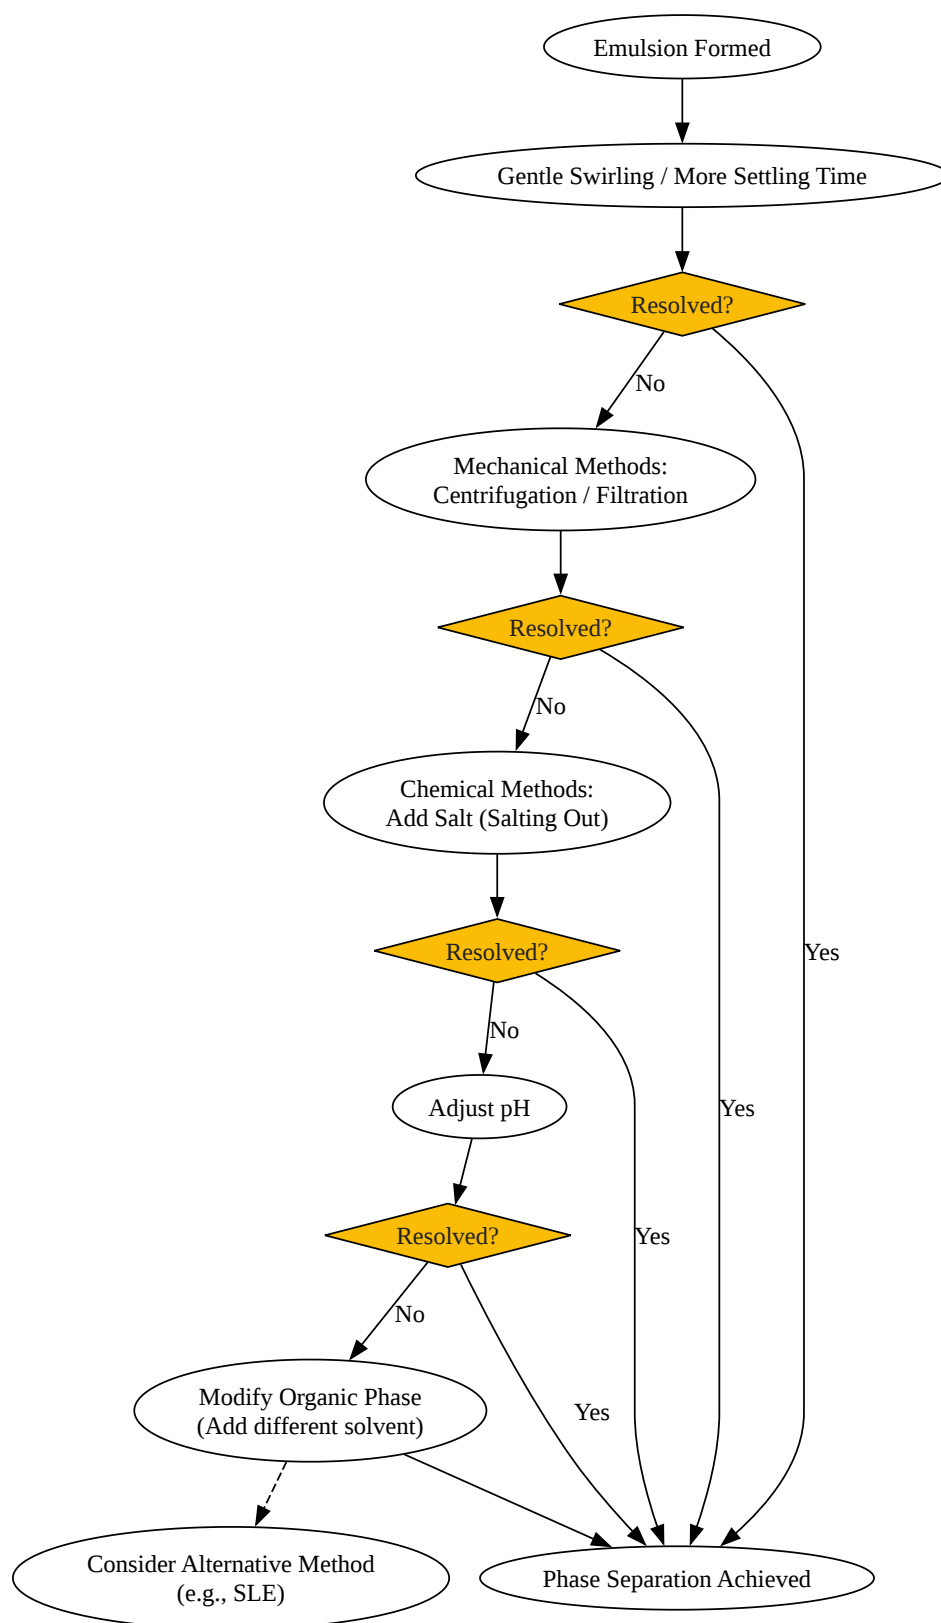 Emulsion Formed
Gentle Swirling / More Settling Time
Resolved?
No
Mechanical Methods:
Centrifugation / Filtration
Resolved?
No
Chemical Methods:
Add Salt (Salting Out)
Resolved?
Yes
No
Adjust pH
Yes
Resolved?
Yes
No
Modify Organic Phase
(Add different solvent)
Yes
Consider Alternative Method
(e.g., SLE)
Phase Separation Achieved